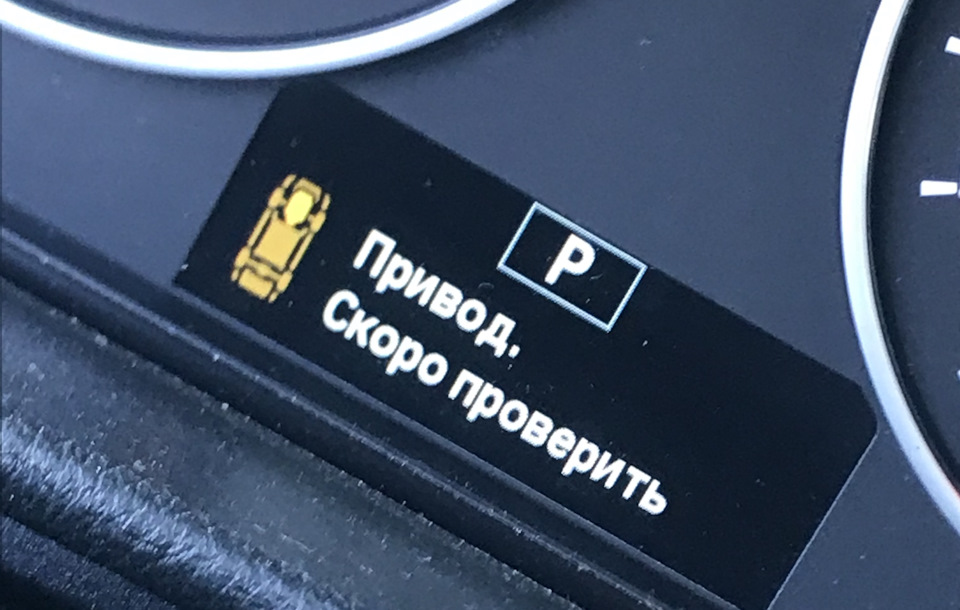 P
Привод.
Скоро проверить